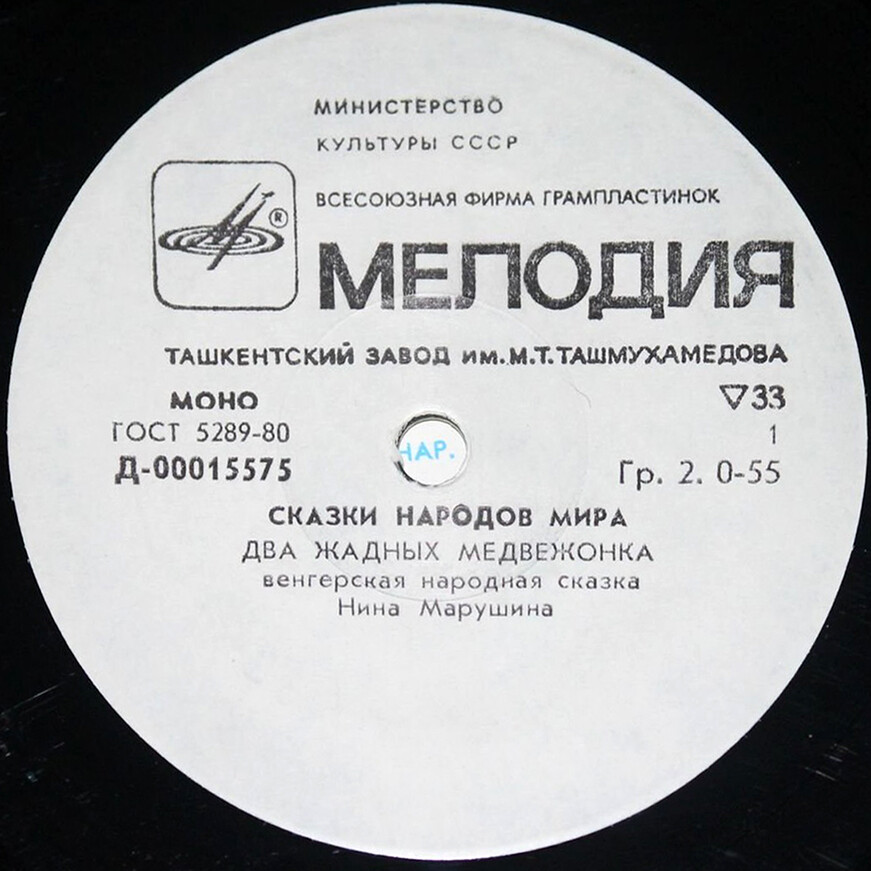 МИНИСТЕРСТВО
КУЛЬТУРЫ СССР
ВСЕСОЮЗНАЯ ФИРМА ГРАМПЛАСТИНОК
®
МЕЛОДИЯ
ТАШКЕНТСКИЙ ЗАВОД им. М.Т. ТАШМУХАМЕДОВА
МОНО ▽33
ГОСТ 5289-80 1
Д-00015575 Гр. 2. 0-55
НАР.
СКАЗКИ НАРОДОВ МИРА
ДВА ЖАДНЫХ МЕДВЕЖОНКА
венгерская народная сказка
Нина Марушина